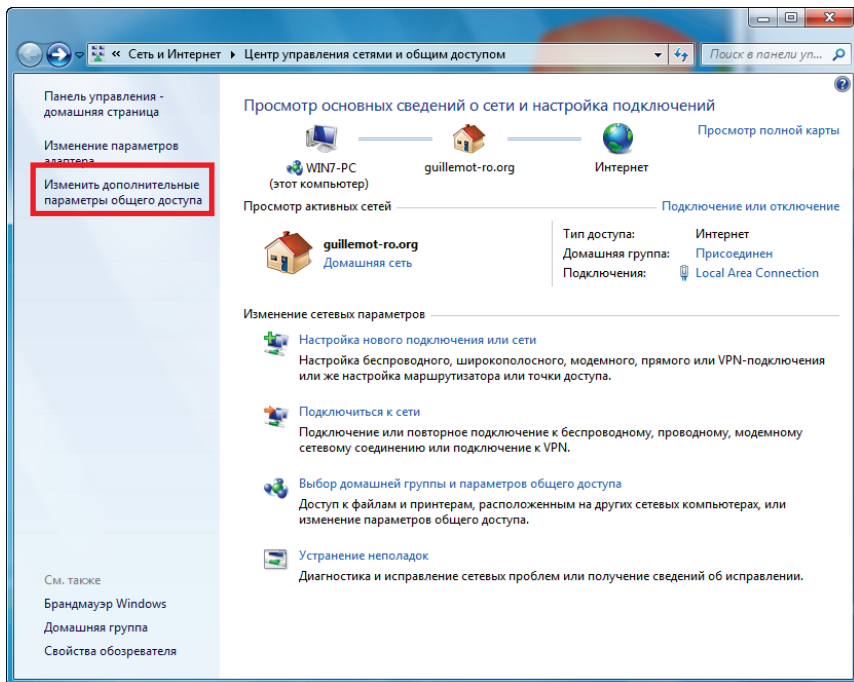 « Сеть и Интернет Центр управления сетями и общим доступом Поиск в панели уп...
Панель управления -
домашняя страница
Изменение параметров
адаптера
Изменить дополнительные
параметры общего доступа
См. также
Брандмауэр Windows
Домашняя группа
Свойства обозревателя
Просмотр основных сведений о сети и настройка подключений
Просмотр полной карты
WIN7-PC
(этот компьютер)
guillemot-ro.org
Интернет
Просмотр активных сетей
Подключение или отключение
guillemot-ro.org
Домашняя сеть
Тип доступа: Интернет
Домашняя группа: Присоединен
Подключения: Local Area Connection
Изменение сетевых параметров
Настройка нового подключения или сети
Настройка беспроводного, широкополосного, модемного, прямого или VPN-подключения
или же настройка маршрутизатора или точки доступа.
Подключиться к сети
Подключение или повторное подключение к беспроводному, проводному, модемному
сетевому соединению или подключение к VPN.
Выбор домашней группы и параметров общего доступа
Доступ к файлам и принтерам, расположенным на других сетевых компьютерах, или
изменение параметров общего доступа.
Устранение неполадок
Диагностика и исправление сетевых проблем или получение сведений об исправлении.